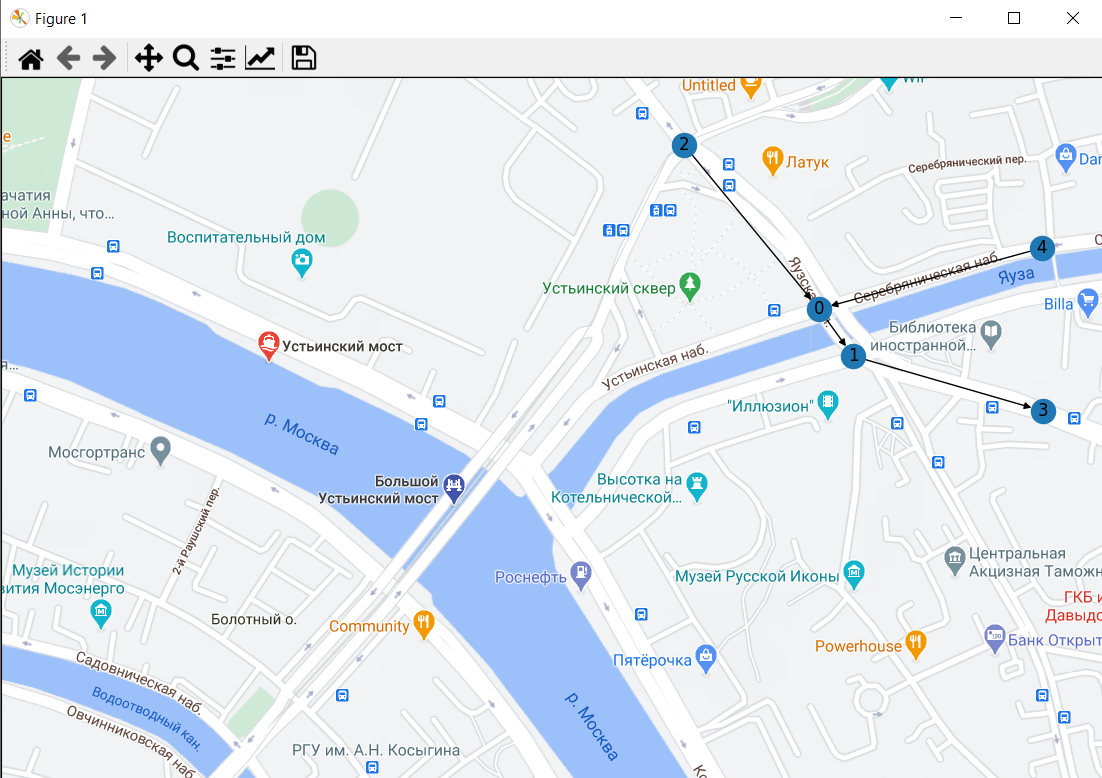 Figure 1
Untitled
2
Латук
Серебрянический пер.
ачатия
ной Анны, что...
Воспитательный дом
4
Яузская
Серебряническая наб.
Яуза
Устьинский сквер
0
Billa
Библиотека
иностранной...
Устьинский мост
Устьинская наб.
1
"Иллюзион"
3
р. Москва
Мосгортранс
Большой
Устьинский мост
Высотка на
Котельнической...
2-й Раушский пер.
Центральная
Акцизная Таможн
Роснефть
Музей Русской Иконы
Музей Истории
вития Мосэнерго
ГКБ и
Давыдо
Болотный о.
Community
Powerhouse
Банк Открыт
Пятёрочка
Садовническая наб.
Водоотводный кан.
Овчинниковская наб.
р. Москва
РГУ им. А.Н. Косыгина